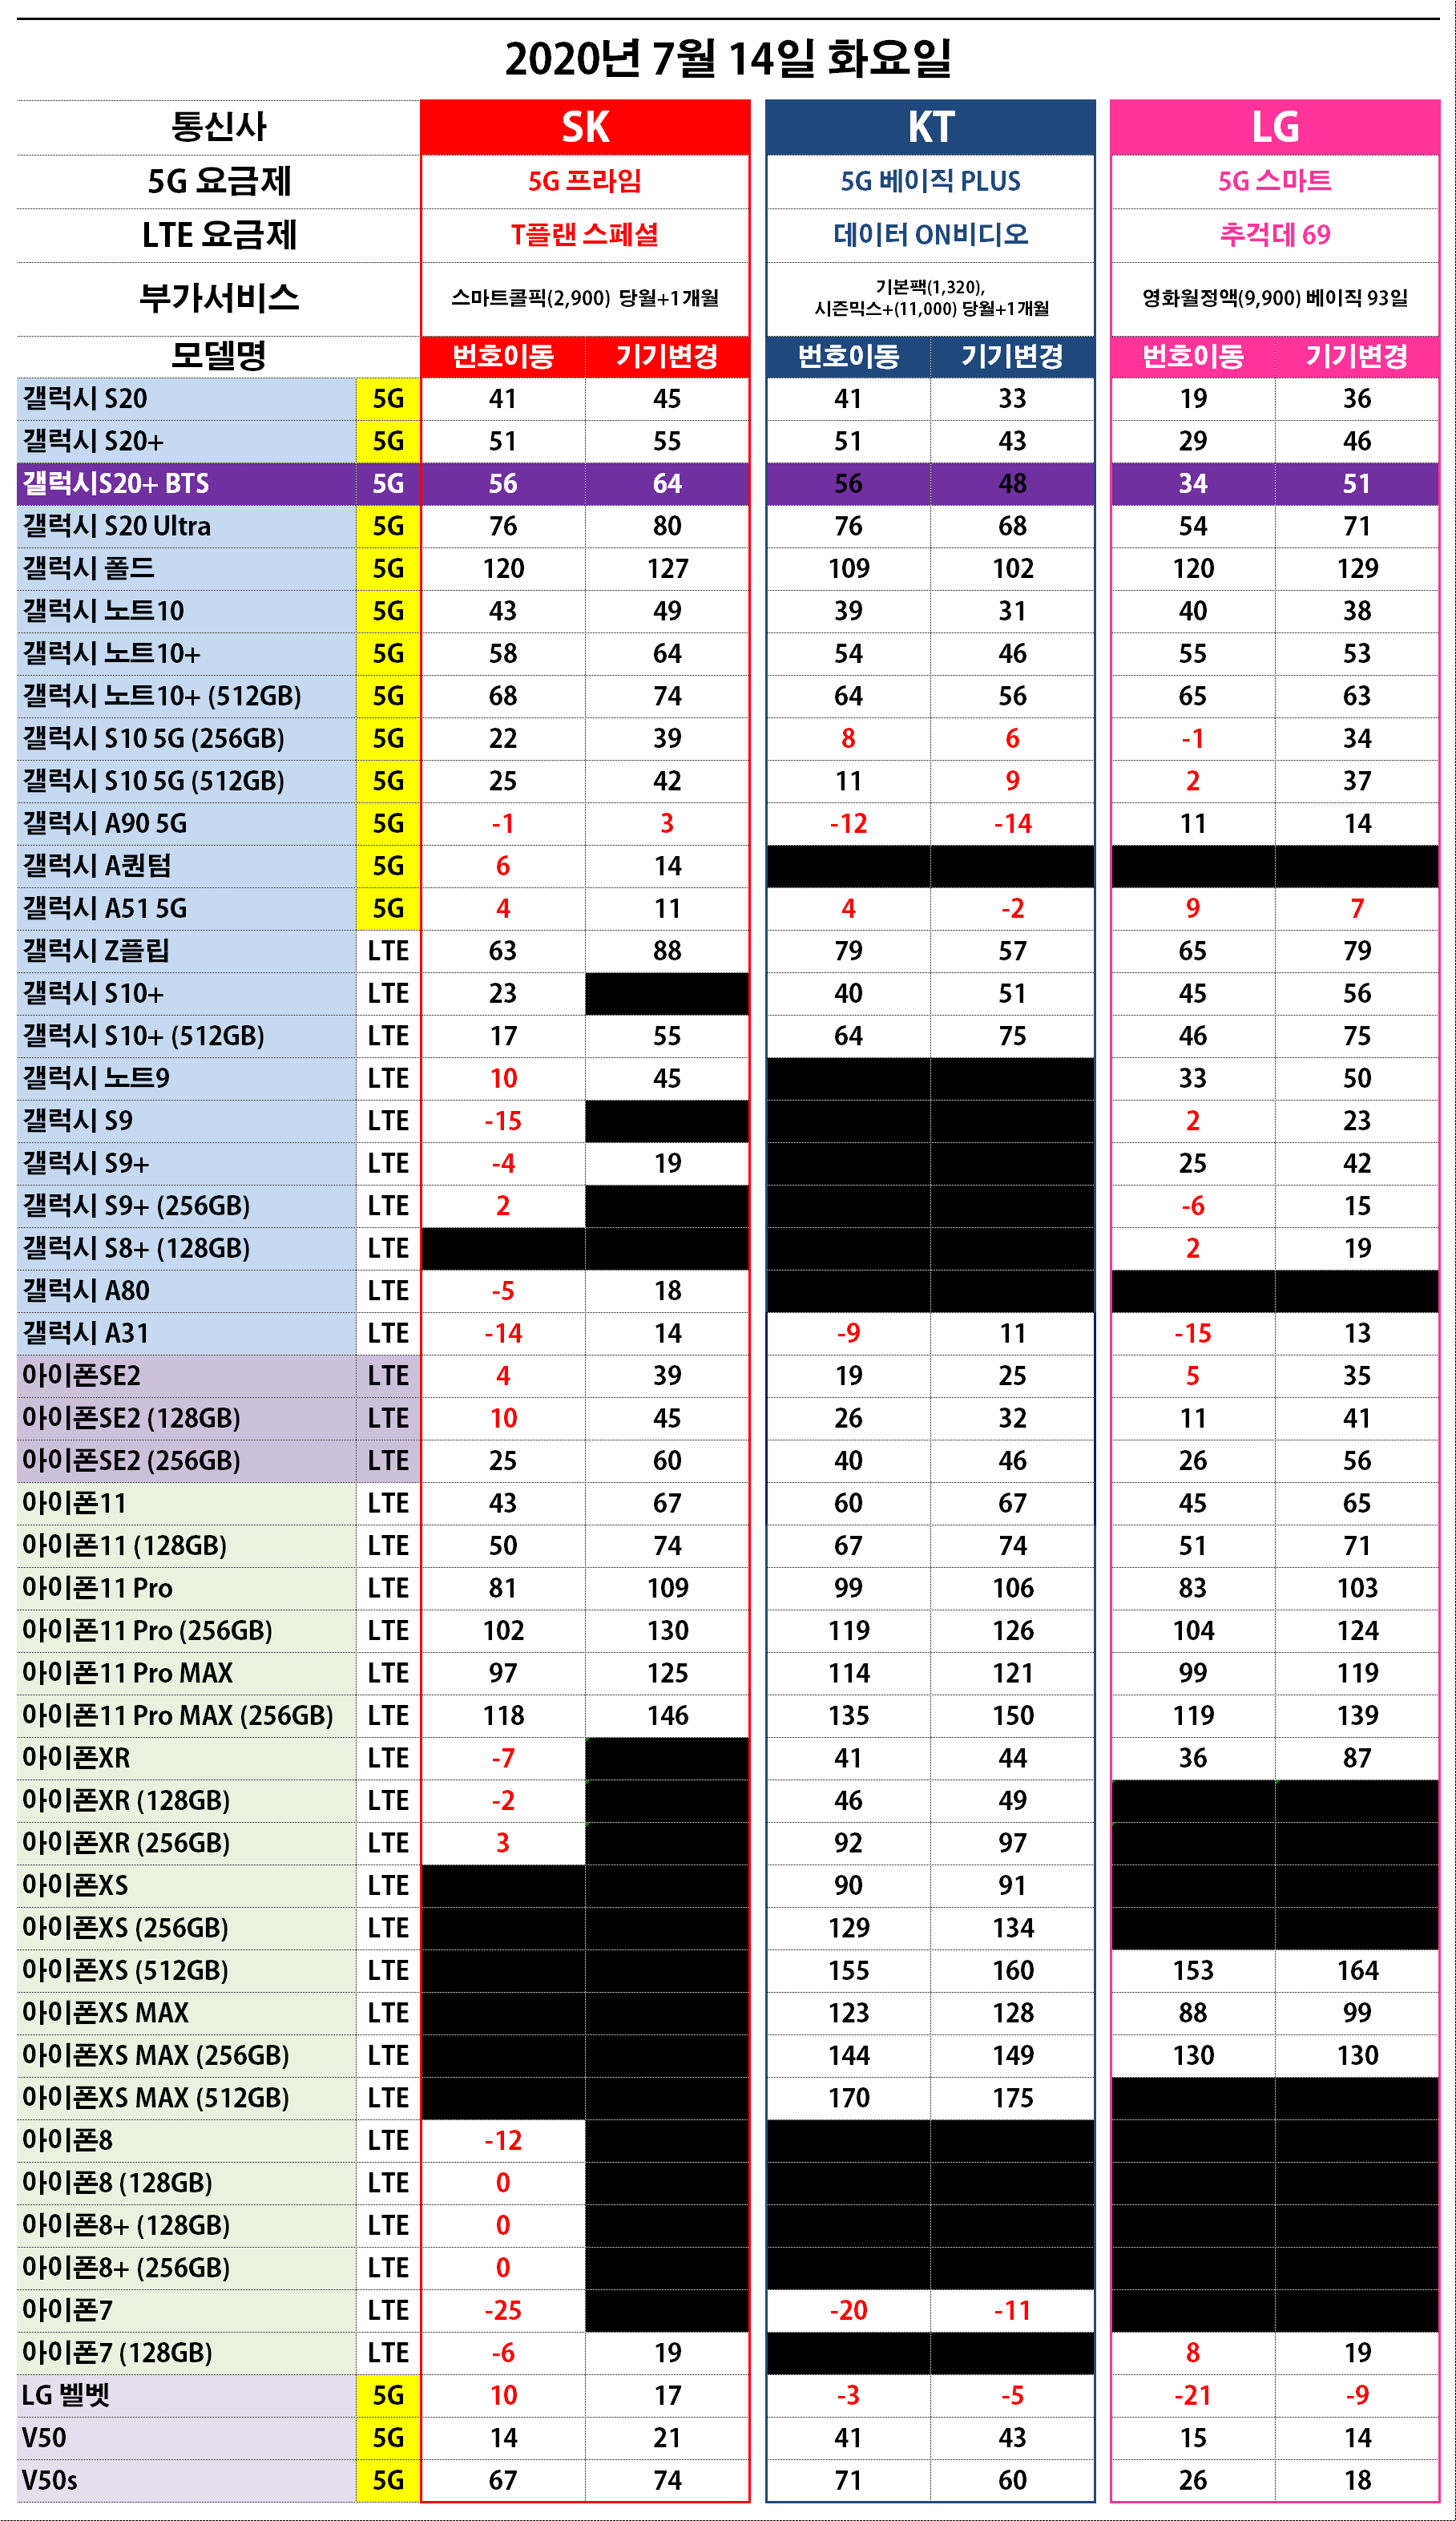 2020년 7월 14일 화요일
통신사 SK KT LG
5G 요금제 5G 프라임 5G 베이직 PLUS 5G 스마트
LTE 요금제 T플랜 스페셜 데이터 ON비디오 추걱데 69
부가서비스 스마트콜픽(2,900) 당월+1개월 기본팩(1,320), 영화월정액(9,900) 베이직 93일
시즌믹스+(11,000) 당월+1개월
모델명 번호이동 기기변경 번호이동 기기변경 번호이동 기기변경
갤럭시 S20 5G 41 45 41 33 19 36
갤럭시 S20+ 5G 51 55 51 43 29 46
갤럭시S20+ BTS 5G 56 64 56 48 34 51
갤럭시 S20 Ultra 5G 76 80 76 68 54 71
갤럭시 폴드 5G 120 127 109 102 120 129
갤럭시 노트10 5G 43 49 39 31 40 38
갤럭시 노트10+ 5G 58 64 54 46 55 53
갤럭시 노트10+ (512GB) 5G 68 74 64 56 65 63
갤럭시 S10 5G (256GB) 5G 22 39 8 6 -1 34
갤럭시 S10 5G (512GB) 5G 25 42 11 9 2 37
갤럭시 A90 5G 5G -1 3 -12 -14 11 14
갤럭시 A퀀텀 5G 6 14
갤럭시 A51 5G 5G 4 11 4 -2 9 7
갤럭시 Z플립 LTE 63 88 79 57 65 79
갤럭시 S10+ LTE 23 40 51 45 56
갤럭시 S10+ (512GB) LTE 17 55 64 75 46 75
갤럭시 노트9 LTE 10 45 33 50
갤럭시 S9 LTE -15 2 23
갤럭시 S9+ LTE -4 19 25 42
갤럭시 S9+ (256GB) LTE 2 -6 15
갤럭시 S8+ (128GB) LTE 2 19
갤럭시 A80 LTE -5 18
갤럭시 A31 LTE -14 14 -9 11 -15 13
아이폰SE2 LTE 4 39 19 25 5 35
아이폰SE2 (128GB) LTE 10 45 26 32 11 41
아이폰SE2 (256GB) LTE 25 60 40 46 26 56
아이폰11 LTE 43 67 60 67 45 65
아이폰11 (128GB) LTE 50 74 67 74 51 71
아이폰11 Pro LTE 81 109 99 106 83 103
아이폰11 Pro (256GB) LTE 102 130 119 126 104 124
아이폰11 Pro MAX LTE 97 125 114 121 99 119
아이폰11 Pro MAX (256GB) LTE 118 146 135 150 119 139
아이폰XR LTE -7 41 44 36 87
아이폰XR (128GB) LTE -2 46 49
아이폰XR (256GB) LTE 3 92 97
아이폰XS LTE 90 91
아이폰XS (256GB) LTE 129 134
아이폰XS (512GB) LTE 155 160 153 164
아이폰XS MAX LTE 123 128 88 99
아이폰XS MAX (256GB) LTE 144 149 130 130
아이폰XS MAX (512GB) LTE 170 175
아이폰8 LTE -12
아이폰8 (128GB) LTE 0
아이폰8+ (128GB) LTE 0
아이폰8+ (256GB) LTE 0
아이폰7 LTE -25 -20 -11
아이폰7 (128GB) LTE -6 19 8 19
LG 벨벳 5G 10 17 -3 -5 -21 -9
V50 5G 14 21 41 43 15 14
V50s 5G 67 74 71 60 26 18